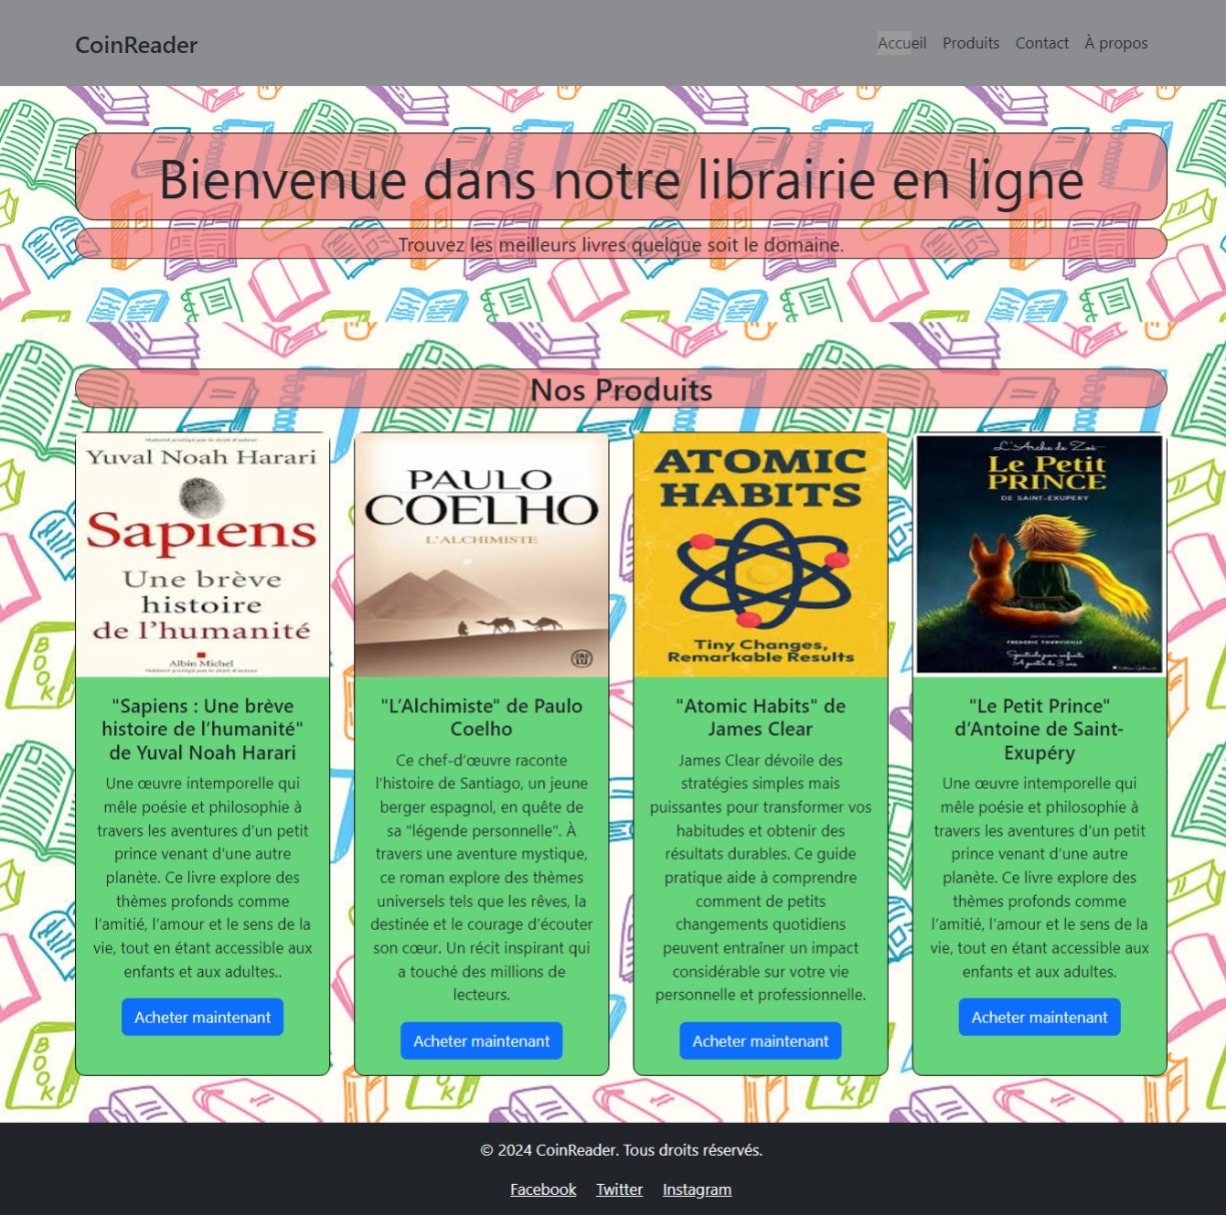 CoinReader
Accueil Produits Contact À propos
Bienvenue dans notre librairie en ligne
Trouvez les meilleurs livres quelque soit le domaine.
Nos Produits
Yuval Noah Harari
Sapiens
Une brève
histoire
de l'humanité
Albin Michel
PAULO
COELHO
L'ALCHIMISTE
J'AI
LU
ATOMIC
HABITS
Tiny Changes,
Remarkable Results
L'Arche de Zoé
Le Petit
PRINCE
DE SAINT-EXUPERY
Spectacle pour enfants
A partir de 3 ans
"Sapiens : Une brève
histoire de l’humanité"
de Yuval Noah Harari
Une œuvre intemporelle qui
mêle poésie et philosophie à
travers les aventures d’un petit
prince venant d'une autre
planète. Ce livre explore des
thèmes profonds comme
l’amitié, l’amour et le sens de la
vie, tout en étant accessible aux
enfants et aux adultes..
Acheter maintenant
"L’Alchimiste" de Paulo
Coelho
Ce chef-d’œuvre raconte
l'histoire de Santiago, un jeune
berger espagnol, en quête de
sa "légende personnelle". À
travers une aventure mystique,
ce roman explore des thèmes
universels tels que les rêves, la
destinée et le courage d’écouter
son cœur. Un récit inspirant qui
a touché des millions de
lecteurs.
Acheter maintenant
"Atomic Habits" de
James Clear
James Clear dévoile des
stratégies simples mais
puissantes pour transformer vos
habitudes et obtenir des
résultats durables. Ce guide
pratique aide à comprendre
comment de petits
changements quotidiens
peuvent entraîner un impact
considérable sur votre vie
personnelle et professionnelle.
Acheter maintenant
"Le Petit Prince"
d’Antoine de Saint-
Exupéry
Une œuvre intemporelle qui
mêle poésie et philosophie à
travers les aventures d’un petit
prince venant d'une autre
planète. Ce livre explore des
thèmes profonds comme
l’amitié, l’amour et le sens de la
vie, tout en étant accessible aux
enfants et aux adultes.
Acheter maintenant
BOOK
BOOK
© 2024 CoinReader. Tous droits réservés.
Facebook Twitter Instagram